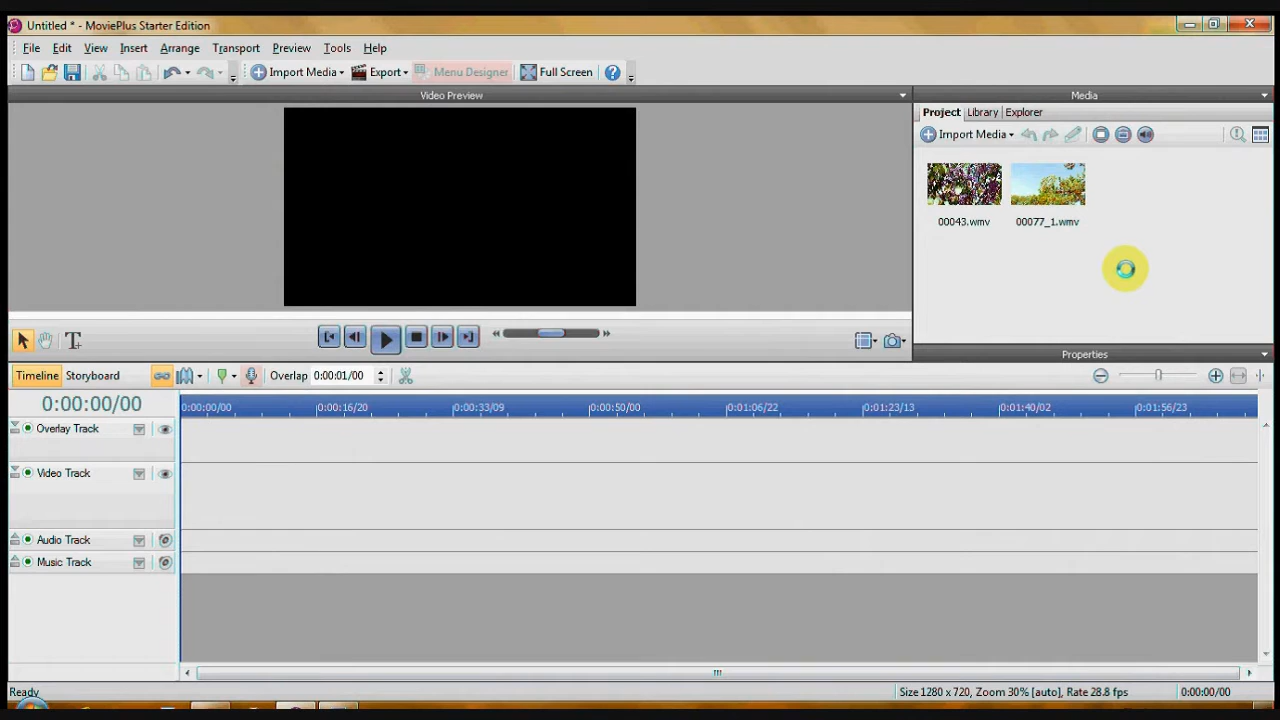 Untitled * - MoviePlus Starter Edition
File Edit View Insert Arrange Transport Preview Tools Help
Import Media Export Menu Designer Full Screen
Video Preview
Media
Project Library Explorer
Import Media
00043.wmv 00077_1.wmv
Properties
Timeline Storyboard Overlap 0:00:01/00
0:00:00/00
0:00:00/00 0:00:16/20 0:00:33/09 0:00:50/00 0:01:06/22 0:01:23/13 0:01:40/02 0:01:56/23
Overlay Track
Video Track
Audio Track
Music Track
Ready
Size 1280 x 720, Zoom 30% [auto], Rate 28.8 fps 0:00:00/00